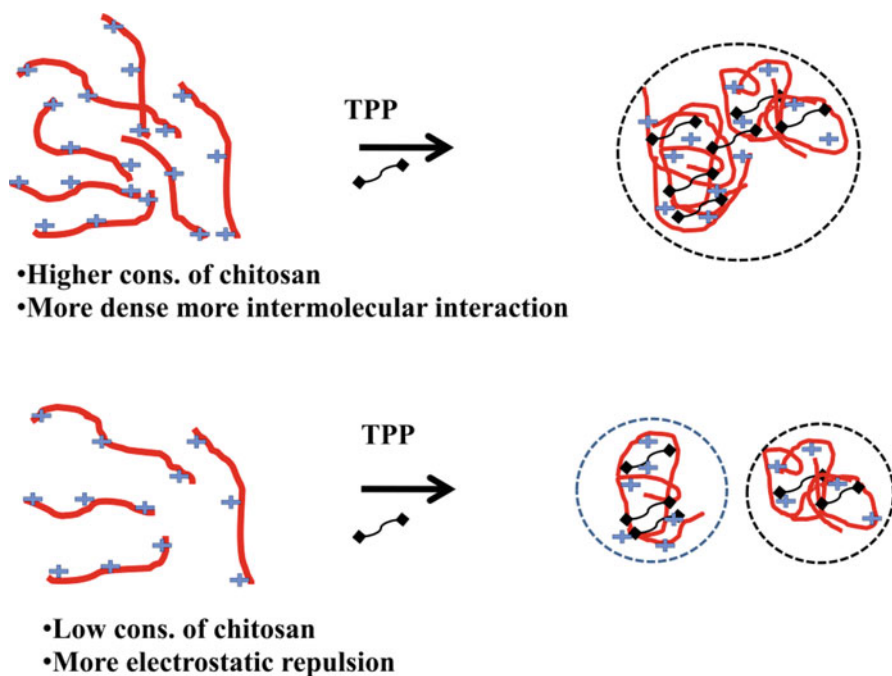 TPP
•Higher cons. of chitosan
•More dense more intermolecular interaction
TPP
•Low cons. of chitosan
•More electrostatic repulsion